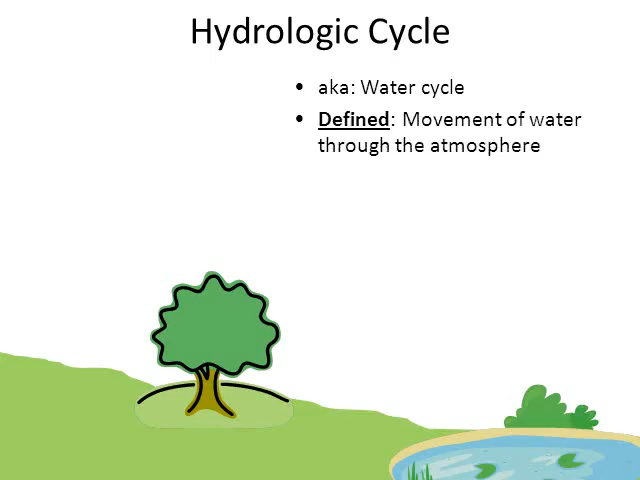 Hydrologic Cycle
• aka: Water cycle
• Defined: Movement of water
through the atmosphere